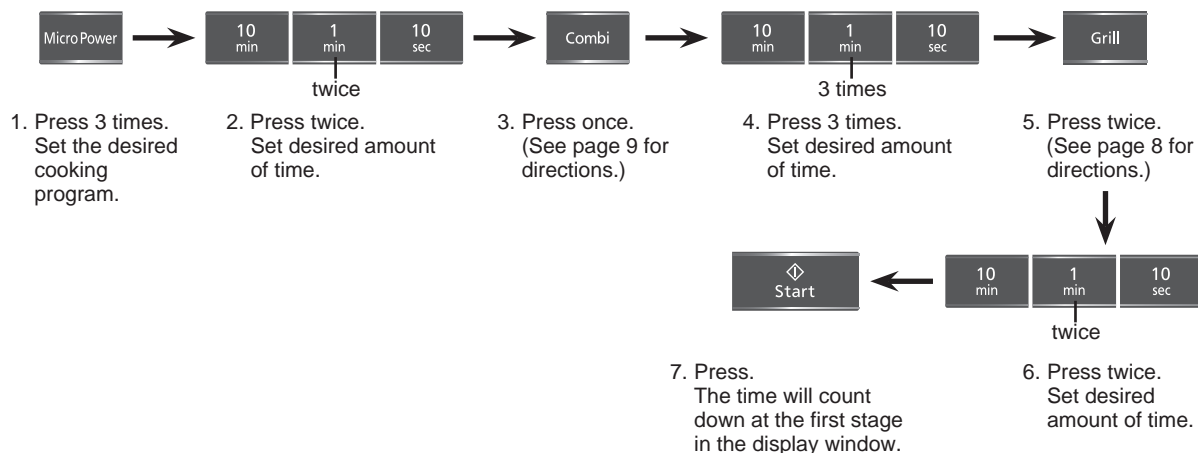 Micro Power
10
min
1
min
10
sec
Combi
10
min
1
min
10
sec
Grill
twice
3 times
1. Press 3 times.
Set the desired
cooking
program.
2. Press twice.
Set desired amount
of time.
3. Press once.
(See page 9 for
directions.)
4. Press 3 times.
Set desired amount
of time.
5. Press twice.
(See page 8 for
directions.)
Start
10
min
1
min
10
sec
twice
7. Press.
The time will count
down at the first stage
in the display window.
6. Press twice.
Set desired
amount of time.